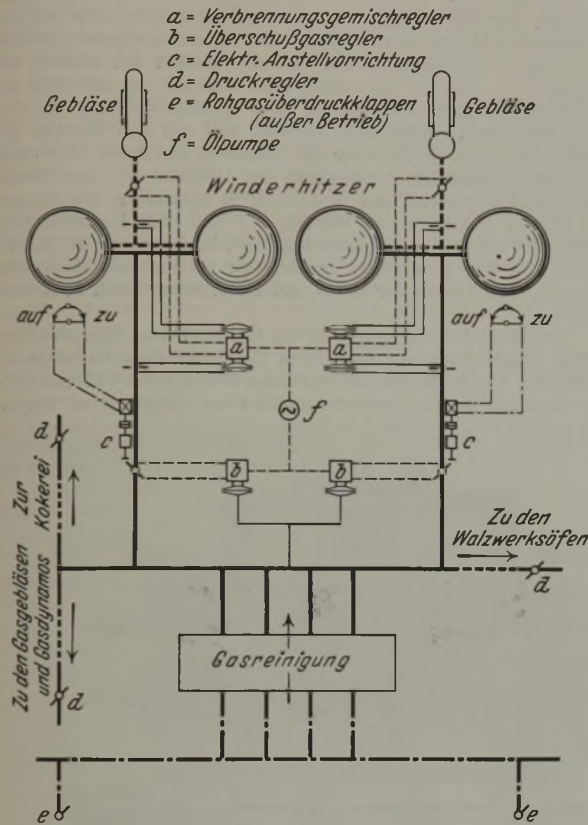 a = Verbrennungsgemischregler
b = Überschußgasregler
c = Elektr. Anstellvorrichtung
d = Druckregler
e = Rohgasüberdruckklappen
(außer Betrieb)
f = Ölpumpe
Gebläse
Gebläse
Winderhitzer
auf zu
auf zu
a
a
f
c
c
b
b
d
Zur
Kokerei
Zu den
Walzwerksöfen
d
Zu den Gasgebläsen
und Gasdynamos
d
Gasreinigung
e
e